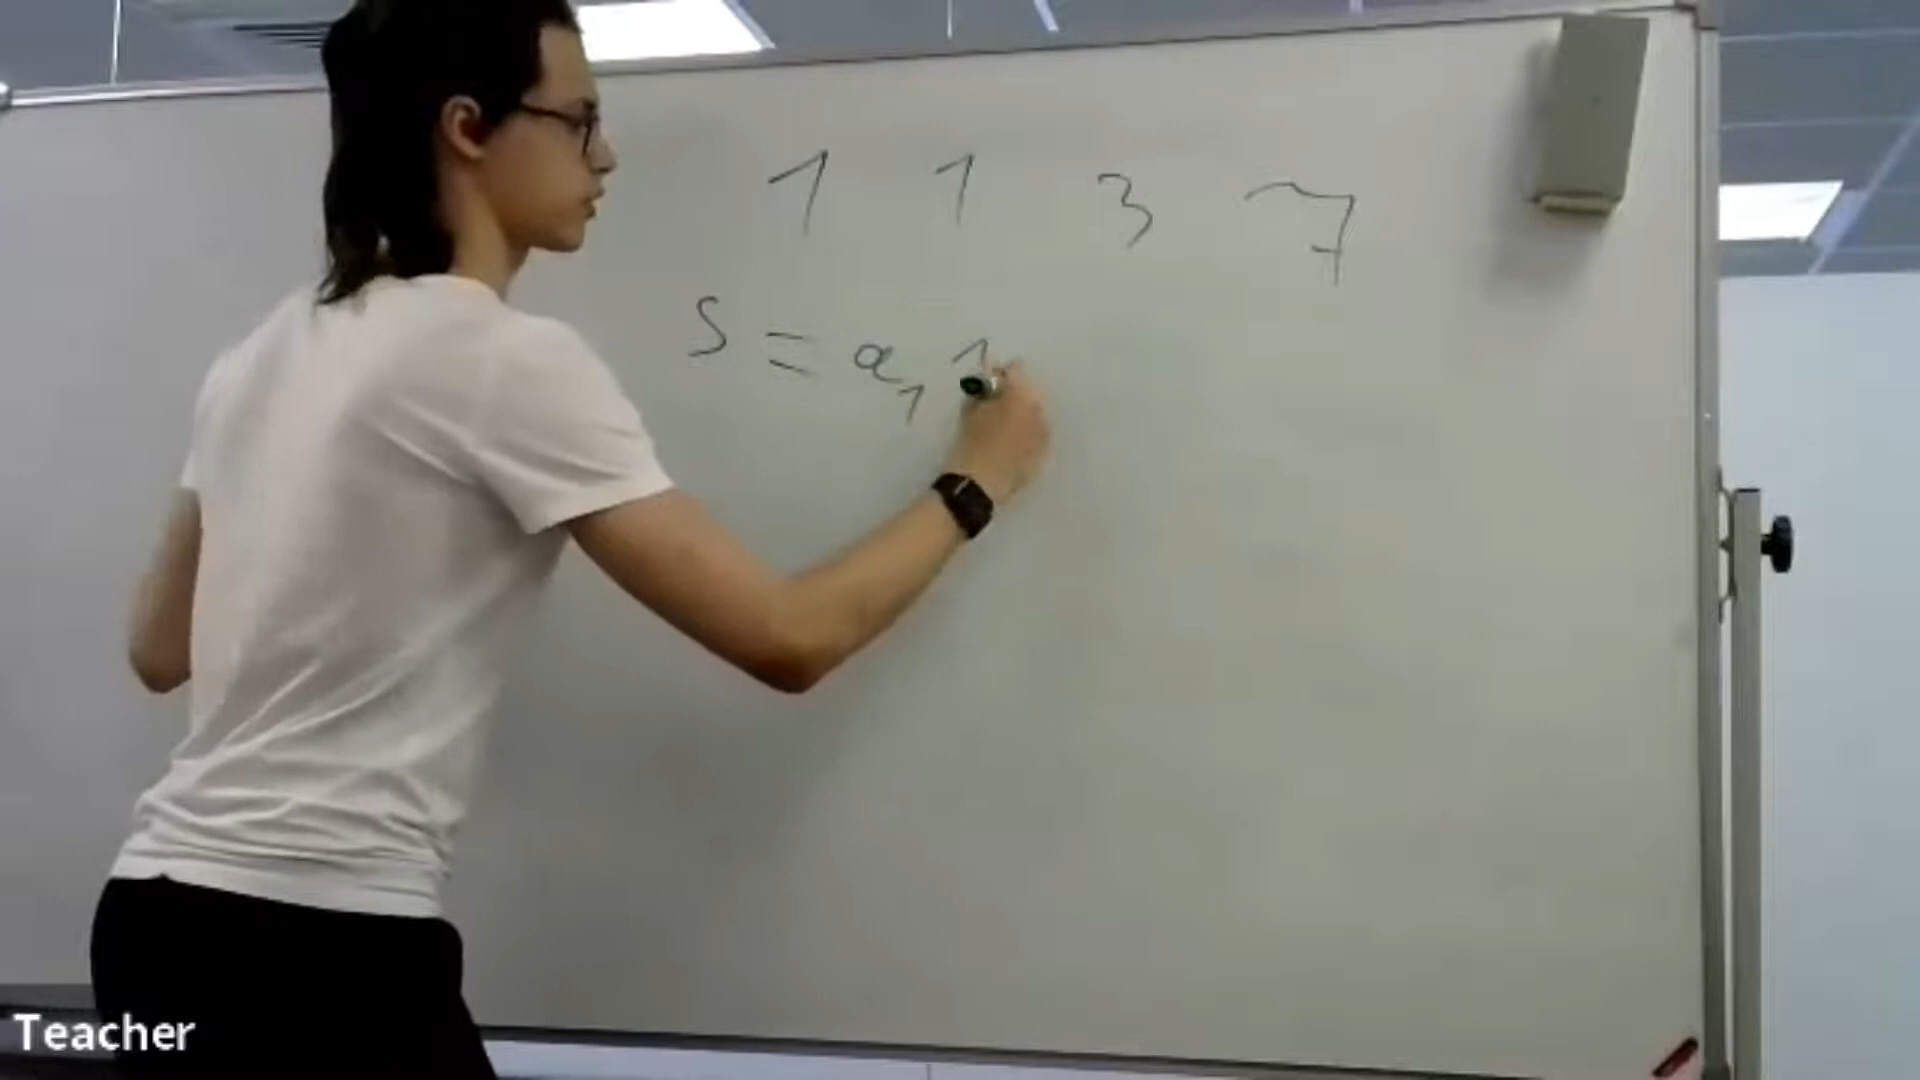 1 1 3 7
S = a₁ 1
Teacher